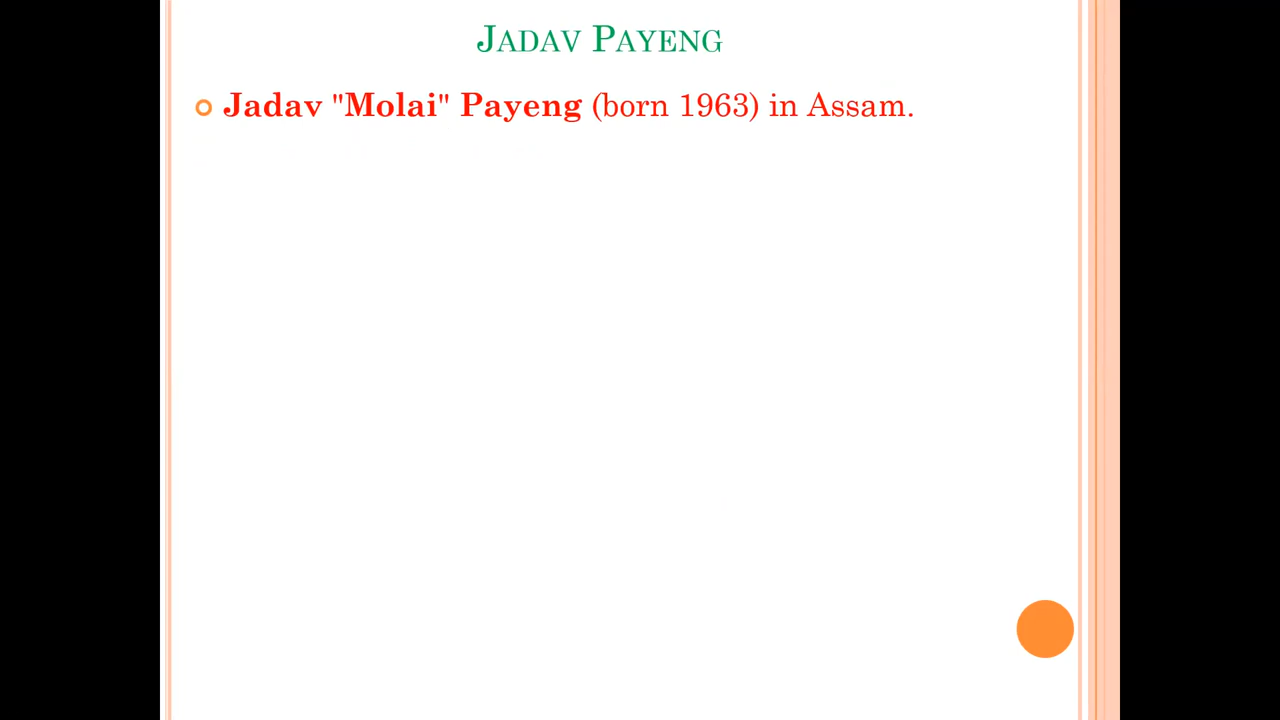 Jadav Payeng
Jadav "Molai" Payeng (born 1963) in Assam.